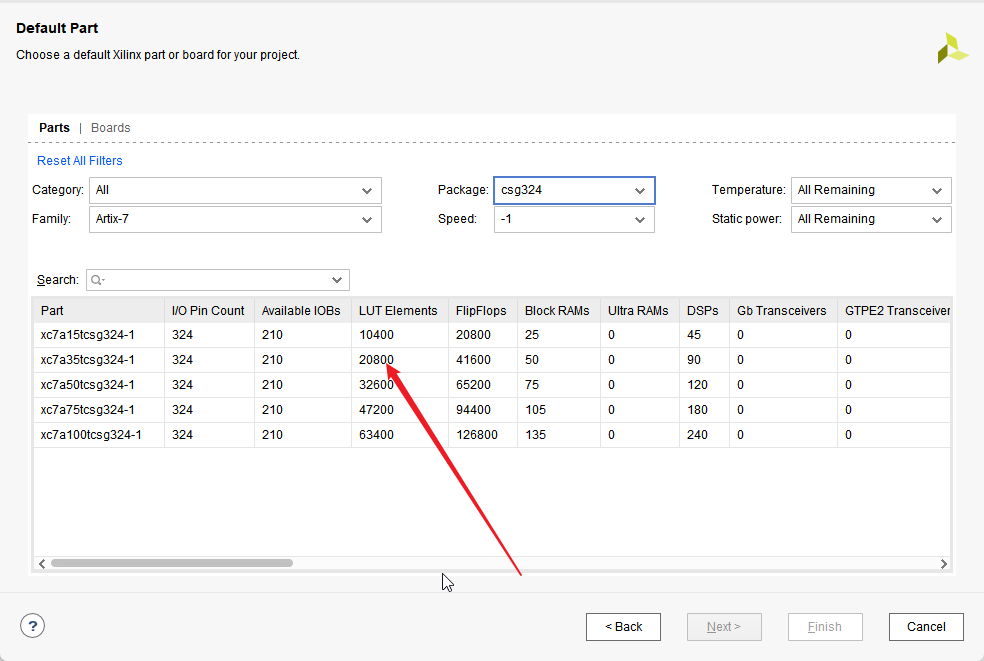 Default Part
Choose a default Xilinx part or board for your project.
Parts | Boards
Reset All Filters
Category: All Package: csg324 Temperature: All Remaining
Family: Artix-7 Speed: -1 Static power: All Remaining
Search:
Part I/O Pin Count Available IOBs LUT Elements FlipFlops Block RAMs Ultra RAMs DSPs Gb Transceivers GTPE2 Transceiver
xc7a15tcsg324-1 324 210 10400 20800 25 0 45 0 0
xc7a35tcsg324-1 324 210 20800 41600 50 0 90 0 0
xc7a50tcsg324-1 324 210 32600 65200 75 0 120 0 0
xc7a75tcsg324-1 324 210 47200 94400 105 0 180 0 0
xc7a100tcsg324-1 324 210 63400 126800 135 0 240 0 0
? < Back Next > Finish Cancel